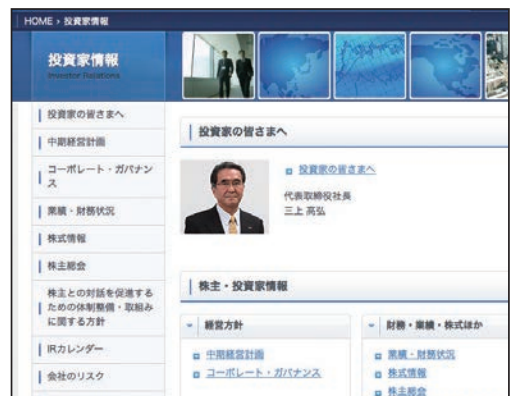 HOME › 投資家情報
投資家情報
Investor Relations
投資家の皆さまへ
中期経営計画
コーポレート・ガバナン
ス
業績・財務状況
株式情報
株主総会
株主との対話を促進する
ための体制整備・取組み
に関する方針
IRカレンダー
会社のリスク
投資家の皆さまへ
投資家の皆さまへ
代表取締役社長
三上 高弘
株主・投資家情報
経営方針
中期経営計画
コーポレート・ガバナンス
財務・業績・株式ほか
業績・財務状況
株式情報
株主総会